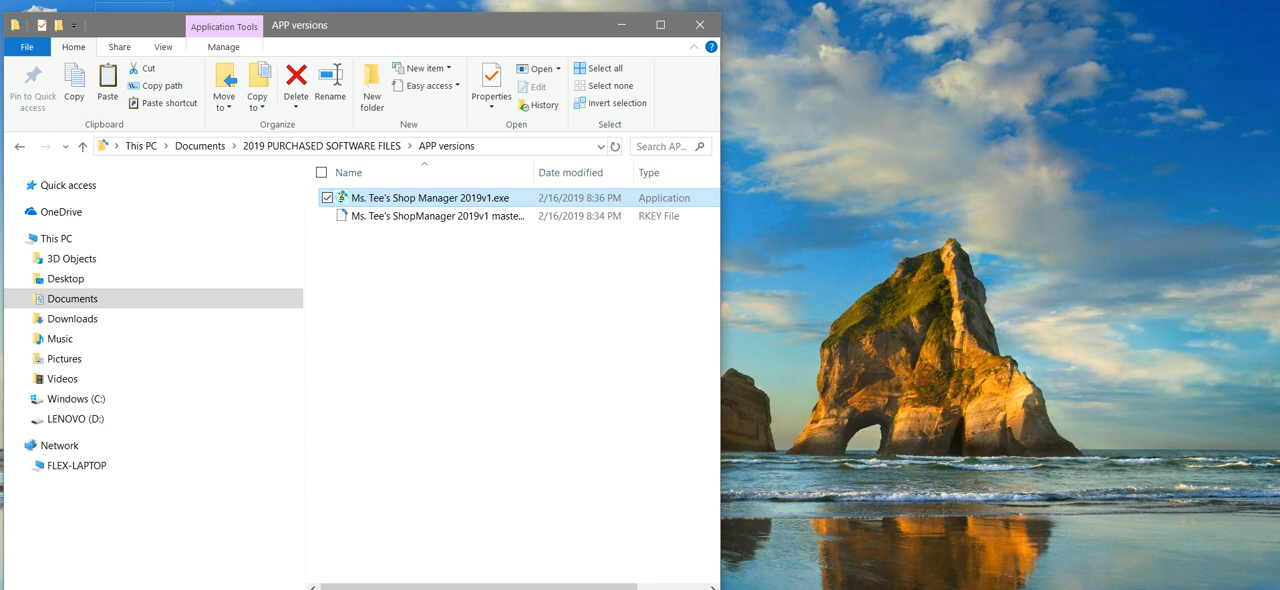 Application Tools
APP versions
File
Home
Share
View
Manage
?
Pin to Quick access
Copy
Paste
Cut
Copy path
Paste shortcut
Clipboard
Move to
Copy to
Delete
Rename
Organize
New folder
New item
Easy access
New
Properties
Open
Edit
History
Open
Select all
Select none
Invert selection
Select
This PC > Documents > 2019 PURCHASED SOFTWARE FILES > APP versions
Search AP...
Name Date modified Type
Ms. Tee's Shop Manager 2019v1.exe 2/16/2019 8:36 PM Application
Ms. Tee's ShopManager 2019v1 maste... 2/16/2019 8:34 PM RKEY File
Quick access
OneDrive
This PC
3D Objects
Desktop
Documents
Downloads
Music
Pictures
Videos
Windows (C:)
LENOVO (D:)
Network
FLEX-LAPTOP